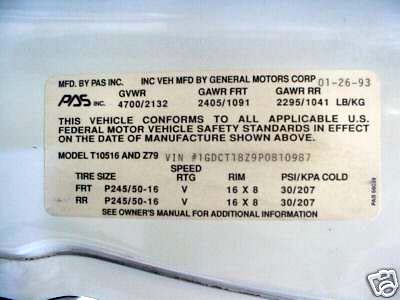 MFD. BY PAS INC. INC VEH MFD BY GENERAL MOTORS CORP 01-26-93
PAS INC. GVWR GAWR FRT GAWR RR
4700/2132 2405/1091 2295/1041 LB/KG
THIS VEHICLE CONFORMS TO ALL APPLICABLE U.S.
FEDERAL MOTOR VEHICLE SAFETY STANDARDS IN EFFECT
ON THE DATE OF MANUFACTURE SHOWN ABOVE.
MODEL T10516 AND Z79 VIN #1GDCT18Z9P0810987
TIRE SIZE SPEED RTG RIM PSI/KPA COLD
FRT P245/50-16 V 16 X 8 30/207
RR P245/50-16 V 16 X 8 30/207
SEE OWNER'S MANUAL FOR ADDITIONAL INFORMATION
ebay